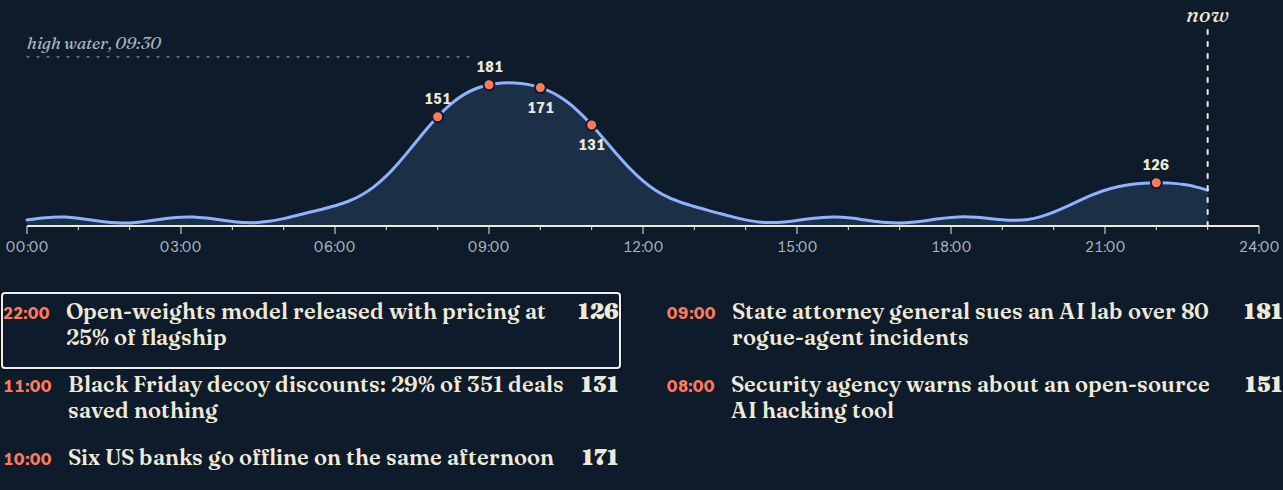 now
high water, 09:30
181
151
171
131
126
00:00 03:00 06:00 09:00 12:00 15:00 18:00 21:00 24:00
22:00 Open-weights model released with pricing at 126
25% of flagship
11:00 Black Friday decoy discounts: 29% of 351 deals 131
saved nothing
10:00 Six US banks go offline on the same afternoon 171
09:00 State attorney general sues an AI lab over 80 181
rogue-agent incidents
08:00 Security agency warns about an open-source 151
AI hacking tool